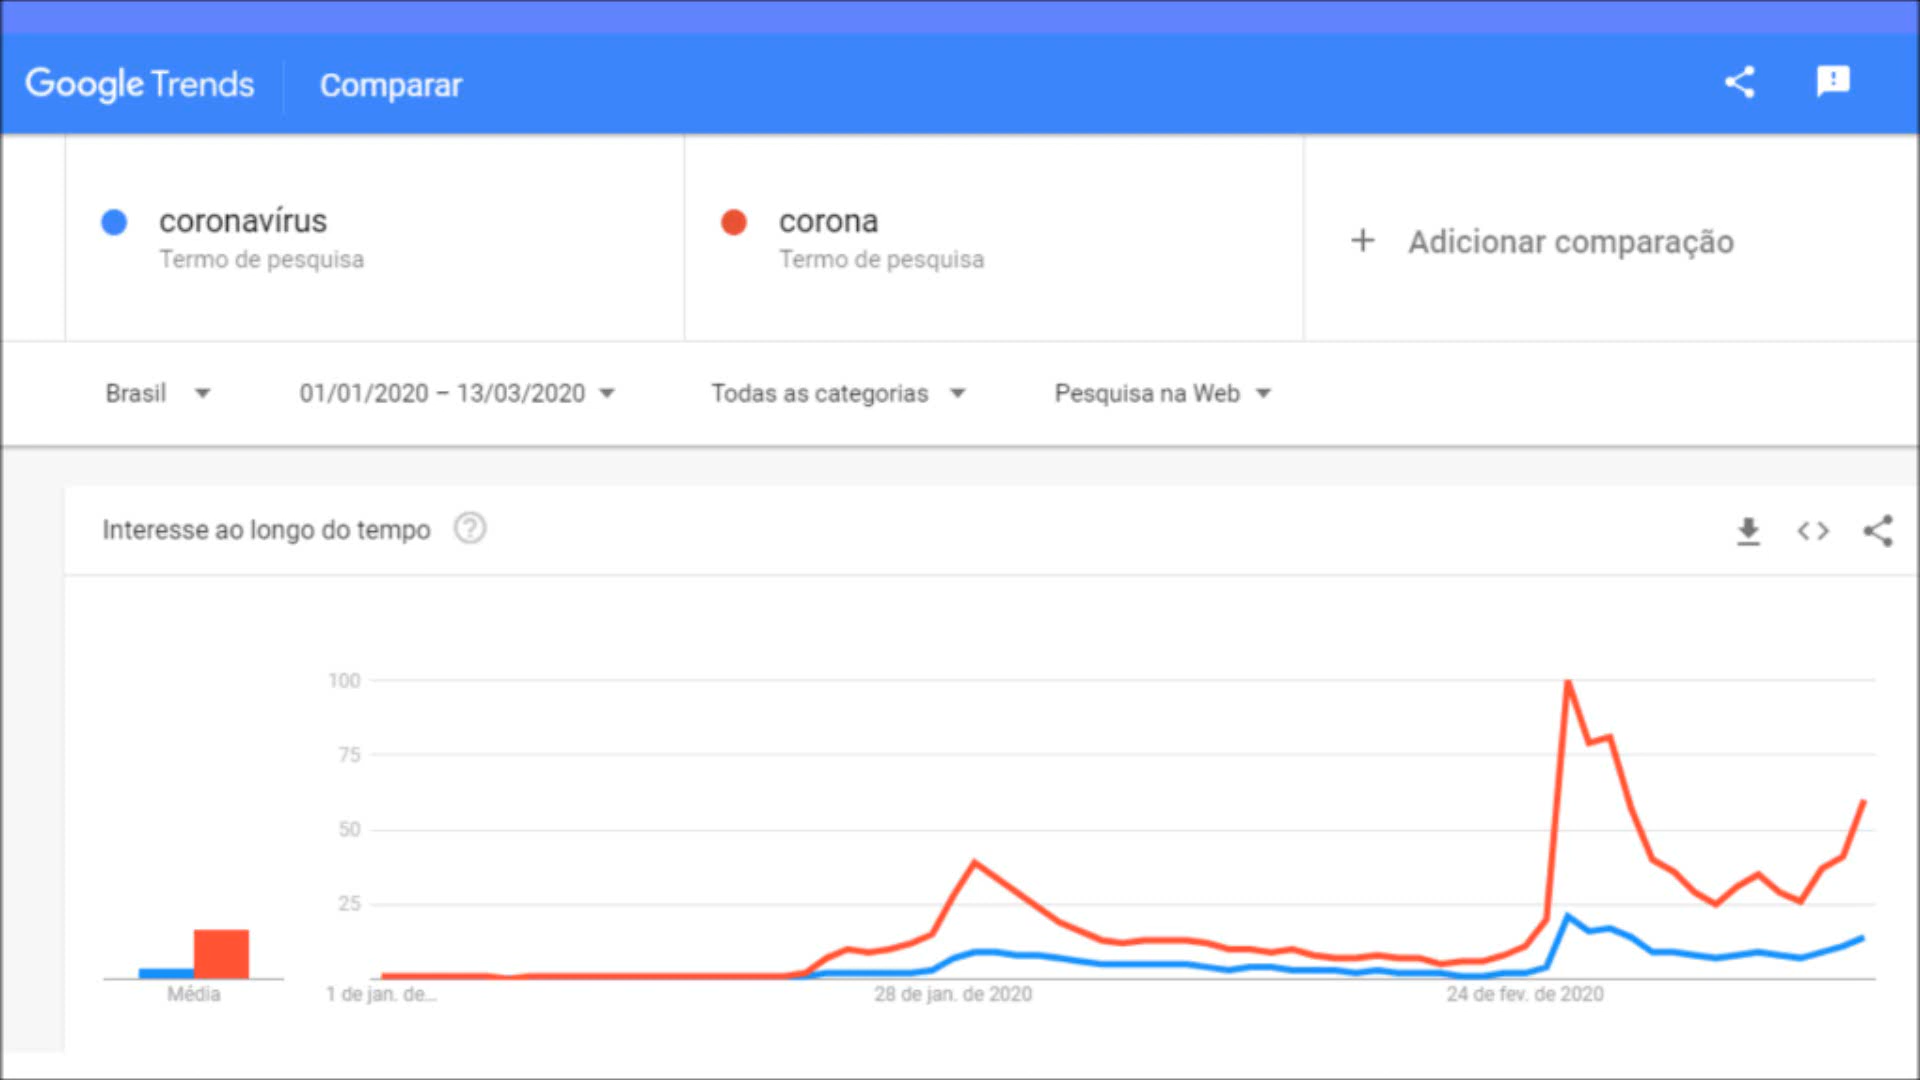 Google Trends Comparar
coronavírus
Termo de pesquisa
corona
Termo de pesquisa
+ Adicionar comparação
Brasil 01/01/2020 – 13/03/2020 Todas as categorias Pesquisa na Web
Interesse ao longo do tempo ?
100
75
50
25
Média
1 de jan. de... 28 de jan. de 2020 24 de fev. de 2020